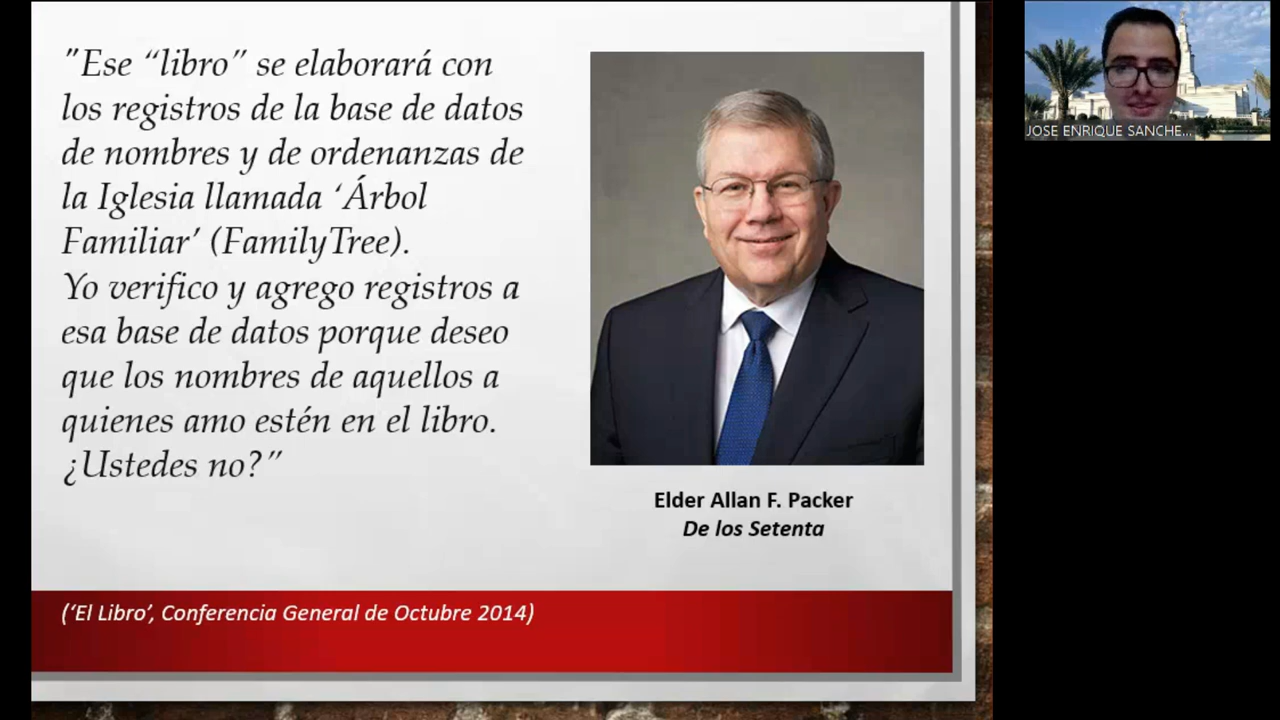 "Ese “libro” se elaborará con
los registros de la base de datos
de nombres y de ordenanzas de
la Iglesia llamada ‘Árbol
Familiar’ (FamilyTree).
Yo verifico y agrego registros a
esa base de datos porque deseo
que los nombres de aquellos a
quienes amo estén en el libro.
¿Ustedes no?”
Elder Allan F. Packer
De los Setenta
(‘El Libro’, Conferencia General de Octubre 2014)
JOSE ENRIQUE SANCHE...